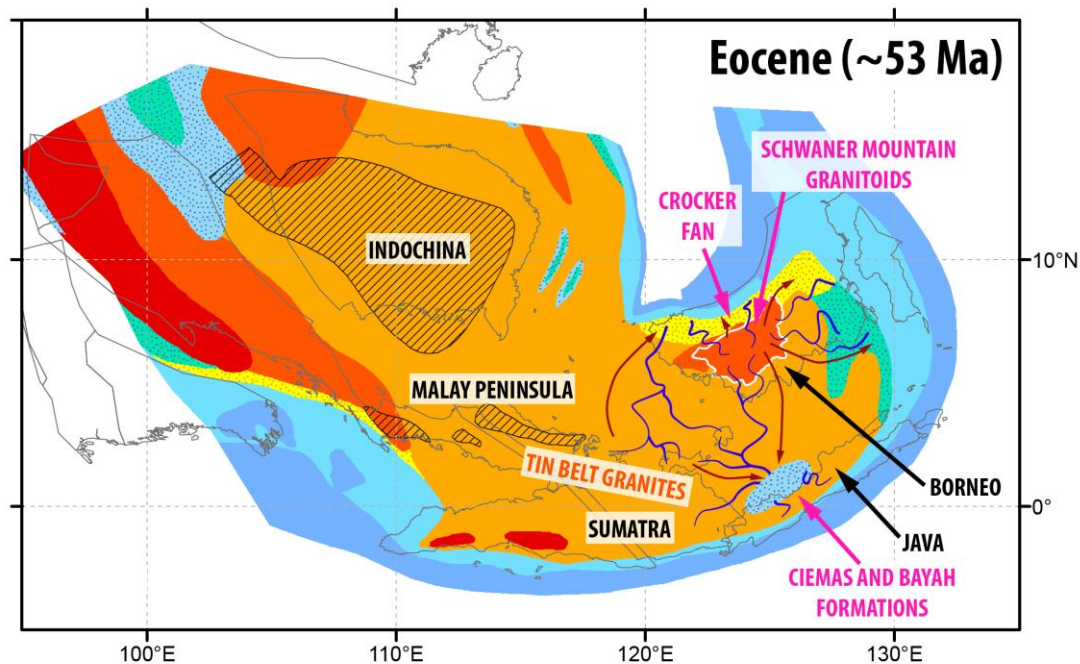 Eocene (~53 Ma)
SCHWANER MOUNTAIN
GRANITOIDS
CROCKER
FAN
INDOCHINA
10°N
MALAY PENINSULA
TIN BELT GRANITES
BORNEO
0°
SUMATRA
JAVA
CIEMAS AND BAYAH
FORMATIONS
100°E
110°E
120°E
130°E